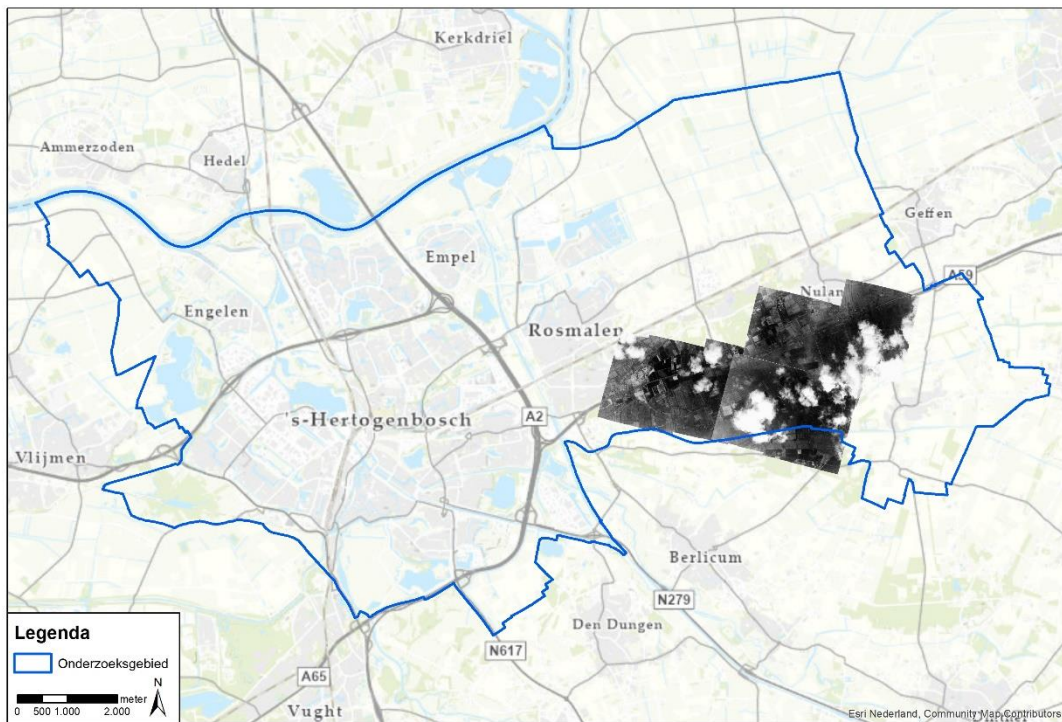 Kerkdriel
Ammerzoden
Hedel
Geffen
Empel
A59
Engelen
Rosmalen
's-Hertogenbosch
A2
Vlijmen
Berlicum
N279
Den Dungen
N617
A65
Vught
Legenda
Onderzoeksgebied
N
meter
0 500 1.000 2.000
Esri Nederland, Community Map Contributors